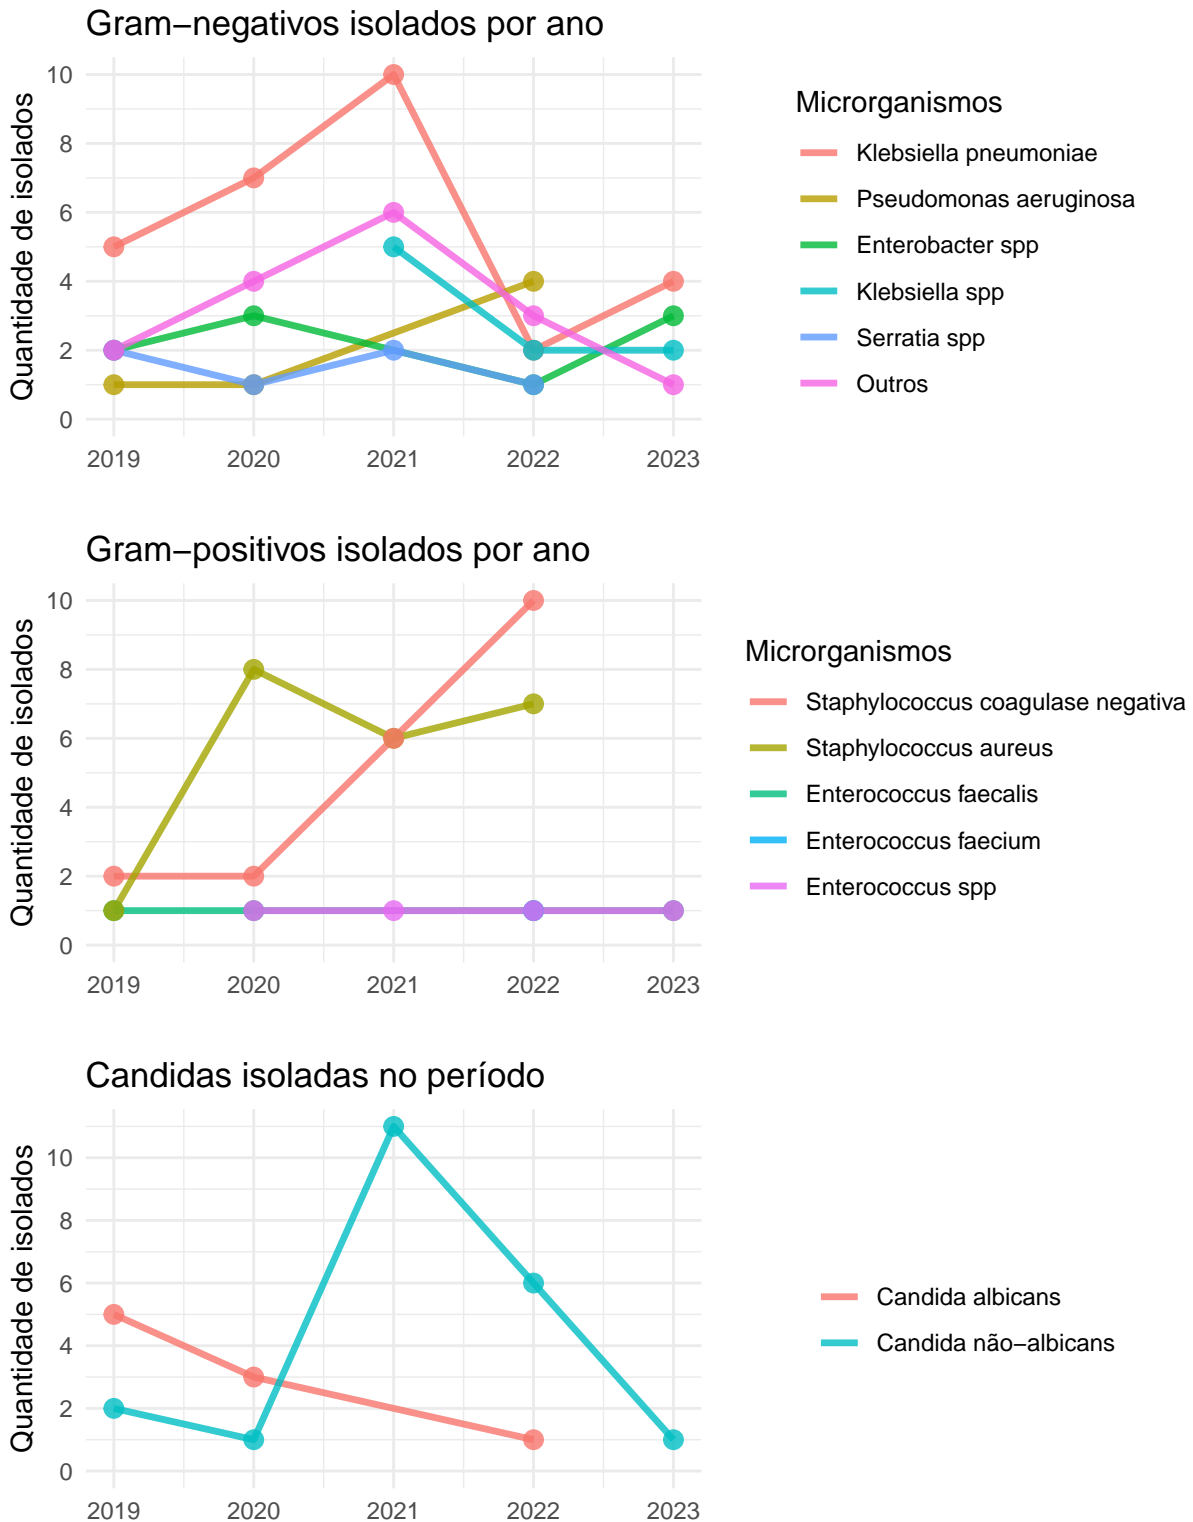 Gram−negativos isolados por ano
Quantidade de isolados
10
8
6
4
2
0
2019 2020 2021 2022 2023
Microrganismos
Klebsiella pneumoniae
Pseudomonas aeruginosa
Enterobacter spp
Klebsiella spp
Serratia spp
Outros
Gram−positivos isolados por ano
Quantidade de isolados
10
8
6
4
2
0
2019 2020 2021 2022 2023
Microrganismos
Staphylococcus coagulase negativa
Staphylococcus aureus
Enterococcus faecalis
Enterococcus faecium
Enterococcus spp
Candidas isoladas no período
Quantidade de isolados
10
8
6
4
2
0
2019 2020 2021 2022 2023
Candida albicans
Candida não−albicans